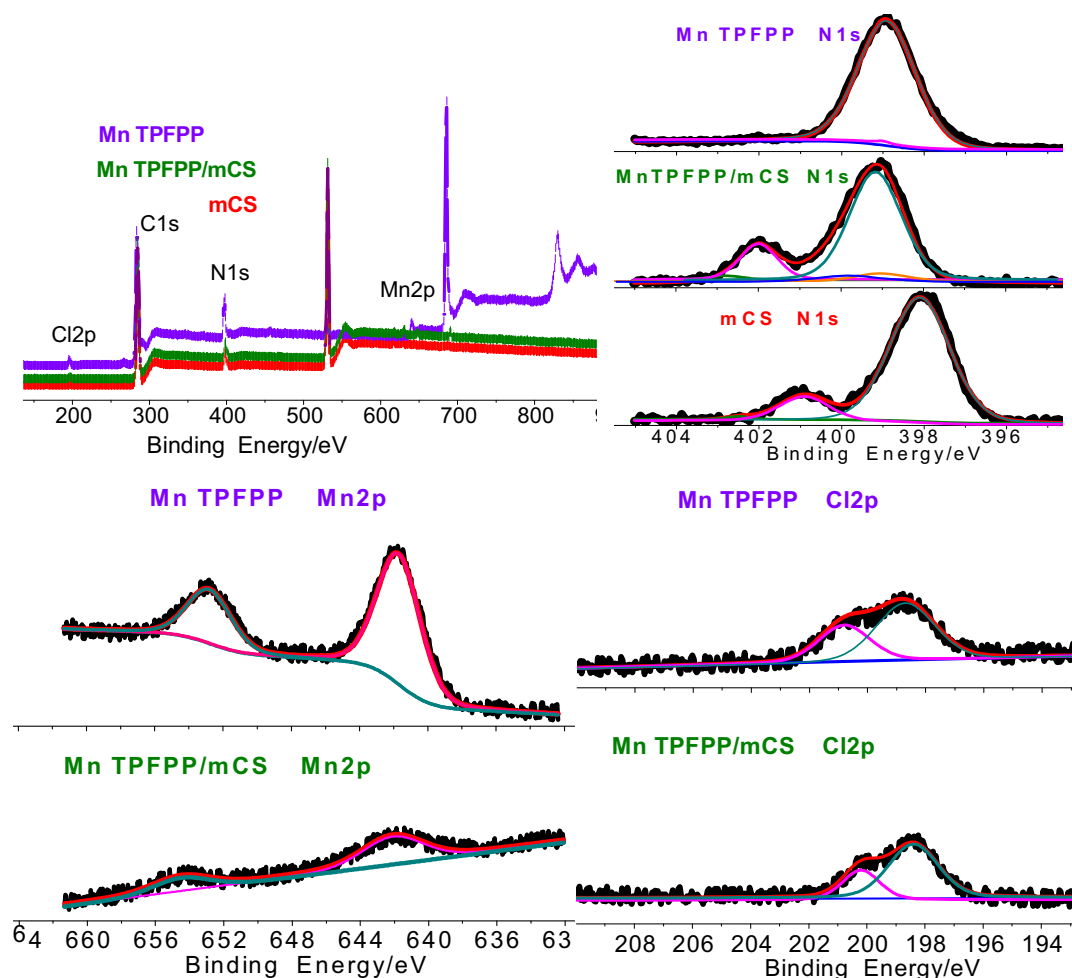 Mn TPFPP
Mn TPFPP/mCS
mCS
C1s
N1s
Mn2p
Cl2p
200 300 400 500 600 700 800 9
Binding Energy/eV
Mn TPFPP N1s
MnTPFPP/mCS N1s
mCS N1s
404 402 400 398 396
Binding Energy/eV
Mn TPFPP Mn2p
Mn TPFPP Cl2p
Mn TPFPP/mCS Mn2p
Mn TPFPP/mCS Cl2p
64 660 656 652 648 644 640 636 63
Binding Energy/eV
208 206 204 202 200 198 196 194
Binding Energy/eV